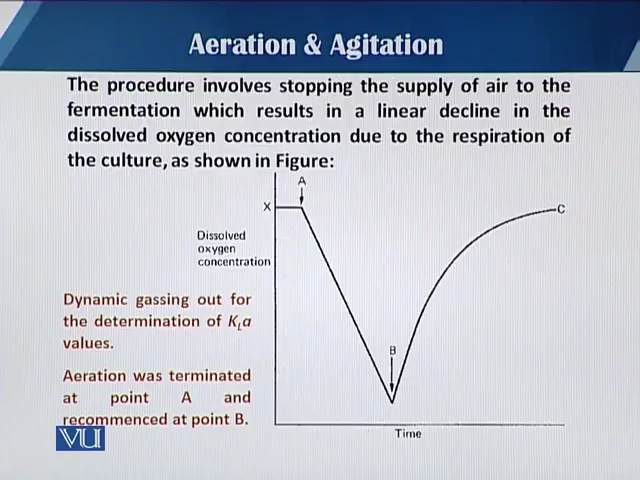 Aeration & Agitation
The procedure involves stopping the supply of air to the
fermentation which results in a linear decline in the
dissolved oxygen concentration due to the respiration of
the culture, as shown in Figure:
A
X
C
Dissolved
oxygen
concentration
Dynamic gassing out for
the determination of KLa
values.
B
Aeration was terminated
at point A and
recommenced at point B.
VU
Time